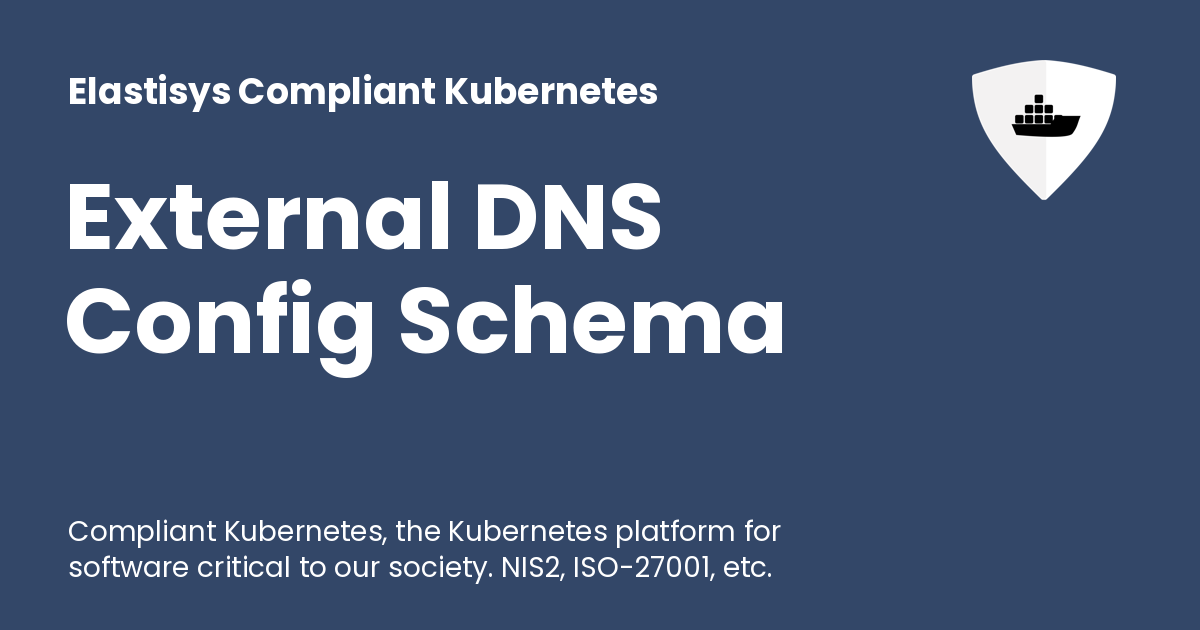 Elastisys Compliant Kubernetes
External DNS
Config Schema
Compliant Kubernetes, the Kubernetes platform for
software critical to our society. NIS2, ISO-27001, etc.